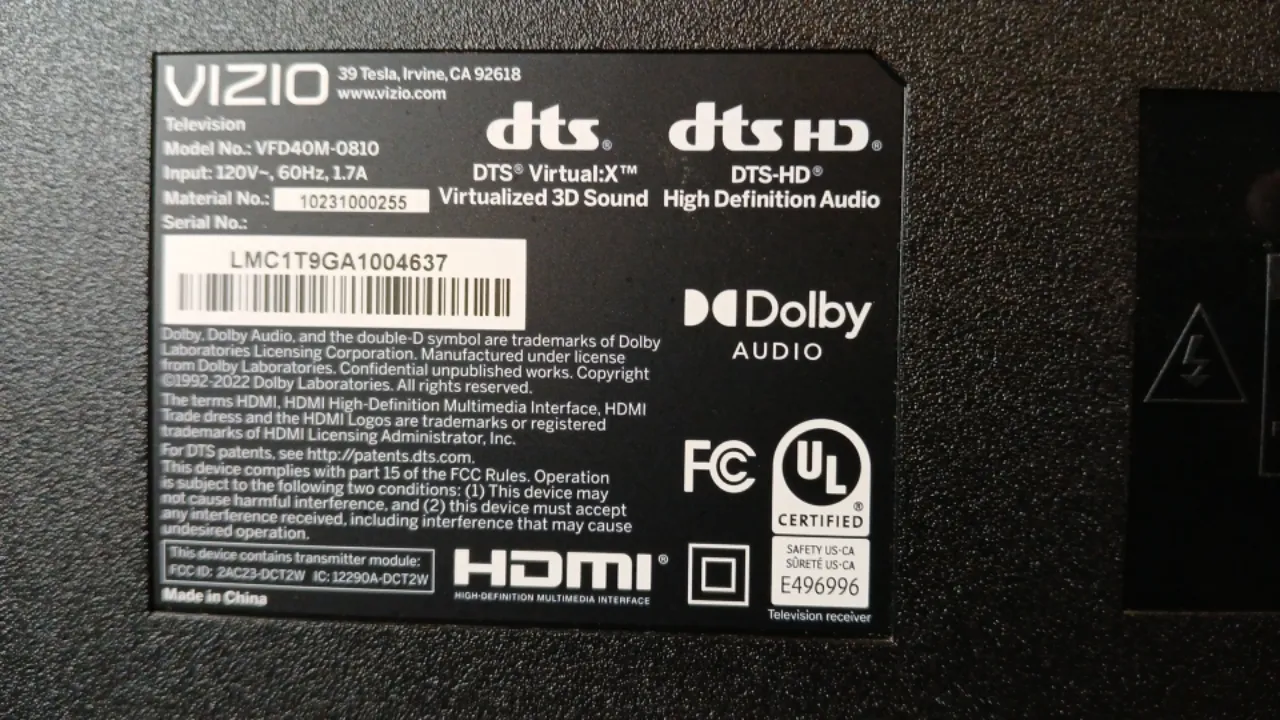 VIZIO
39 Tesla, Irvine, CA 92618
www.vizio.com
Television
Model No.: VFD40M-0810
Input: 120V~, 60Hz, 1.7A
Material No.: 10231000255
Serial No.:
LMC1T9GA1004637
dts®
DTS® Virtual:X™
Virtualized 3D Sound
dts HD®
DTS-HD®
High Definition Audio
Dolby
AUDIO
Dolby, Dolby Audio, and the double-D symbol are trademarks of Dolby
Laboratories Licensing Corporation. Manufactured under license
from Dolby Laboratories. Confidential unpublished works. Copyright
©1992-2022 Dolby Laboratories. All rights reserved.
The terms HDMI, HDMI High-Definition Multimedia Interface, HDMI
Trade dress and the HDMI Logos are trademarks or registered
trademarks of HDMI Licensing Administrator, Inc.
For DTS patents, see http://patents.dts.com.
This device complies with part 15 of the FCC Rules. Operation
is subject to the following two conditions: (1) This device may
not cause harmful interference, and (2) this device must accept
any interference received, including interference that may cause
undesired operation.
This device contains transmitter module:
FCC ID: 2AC23-DCT2W IC: 12290A-DCT2W
Made in China
HDMI®
HIGH-DEFINITION MULTIMEDIA INTERFACE
FC
UL
®
CERTIFIED
SAFETY US-CA
SÛRETÉ US-CA
E496996
Television receiver